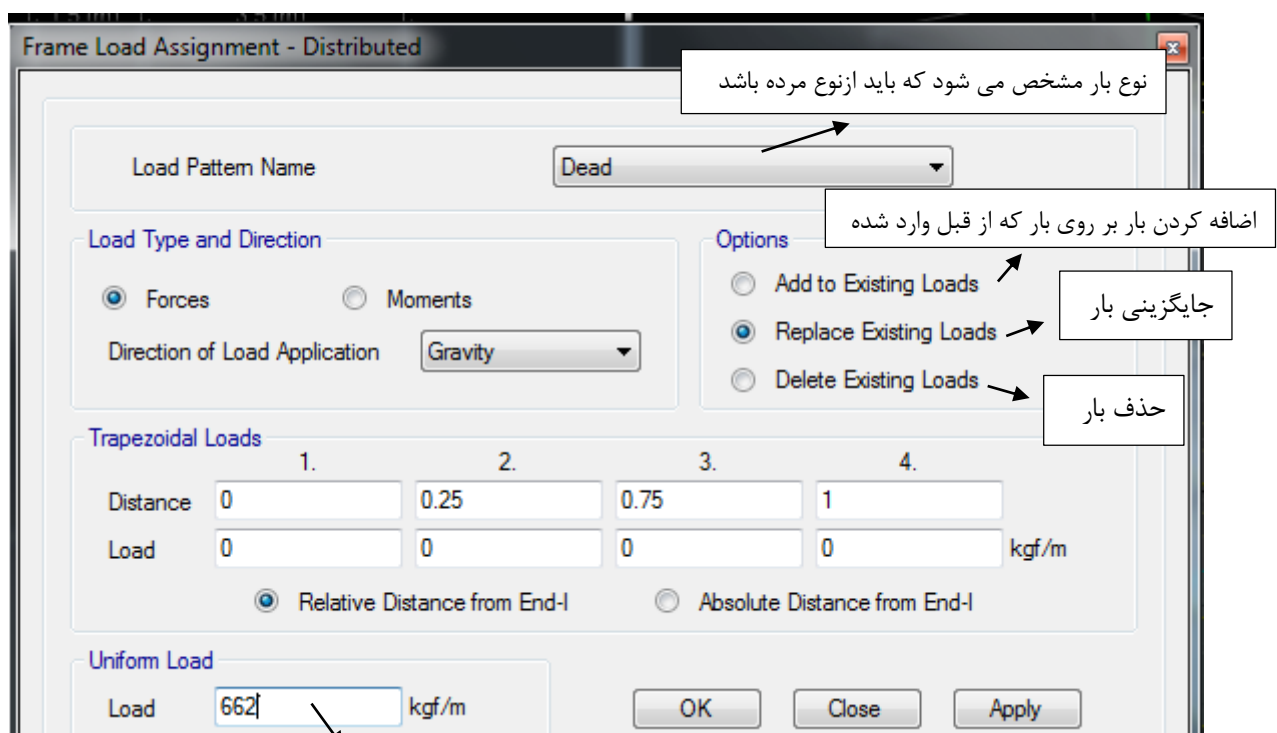 Frame Load Assignment - Distributed
نوع بار مشخص می شود که باید ازنوع مرده باشد
Load Pattern Name
Dead
اضافه کردن بار بر روی بار که از قبل وارد شده
Load Type and Direction
Options
Forces
Moments
Add to Existing Loads
جایگزینی بار
Replace Existing Loads
Direction of Load Application
Gravity
Delete Existing Loads
حذف بار
Trapezoidal Loads
1. 2. 3. 4.
Distance 0 0.25 0.75 1
Load 0 0 0 0 kgf/m
Relative Distance from End-I Absolute Distance from End-I
Uniform Load
Load 662 kgf/m
OK Close Apply